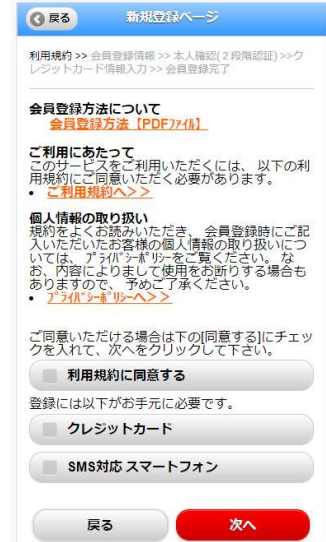 戻る 新規登録ページ
利用規約 >> 会員登録情報 >> 本人確認(２段階認証) >>ク
レジットカード情報入力 >> 会員登録完了
会員登録方法について
会員登録方法【PDFﾌｧｲﾙ】
ご利用にあたって
このサービスをご利用いただくには、以下の利
用規約にご同意いただく必要があります。
• ご利用規約へ>>
個人情報の取り扱い
規約をよくお読みいただき、会員登録時にご記
入いただいたお客様の個人情報の取り扱いにつ
いては、ﾌﾟﾗｲﾊﾞｼｰﾎﾟﾘｼｰをご覧ください。な
お、内容によりまして使用をお断りする場合も
ありますので、予めご了承ください。
• ﾌﾟﾗｲﾊﾞｼｰﾎﾟﾘｼｰへ>>
ご同意いただける場合は下の[同意する]にチェッ
クを入れて、次へをクリックして下さい。
利用規約に同意する
登録には以下がお手元に必要です。
クレジットカード
SMS対応 スマートフォン
戻る 次へ